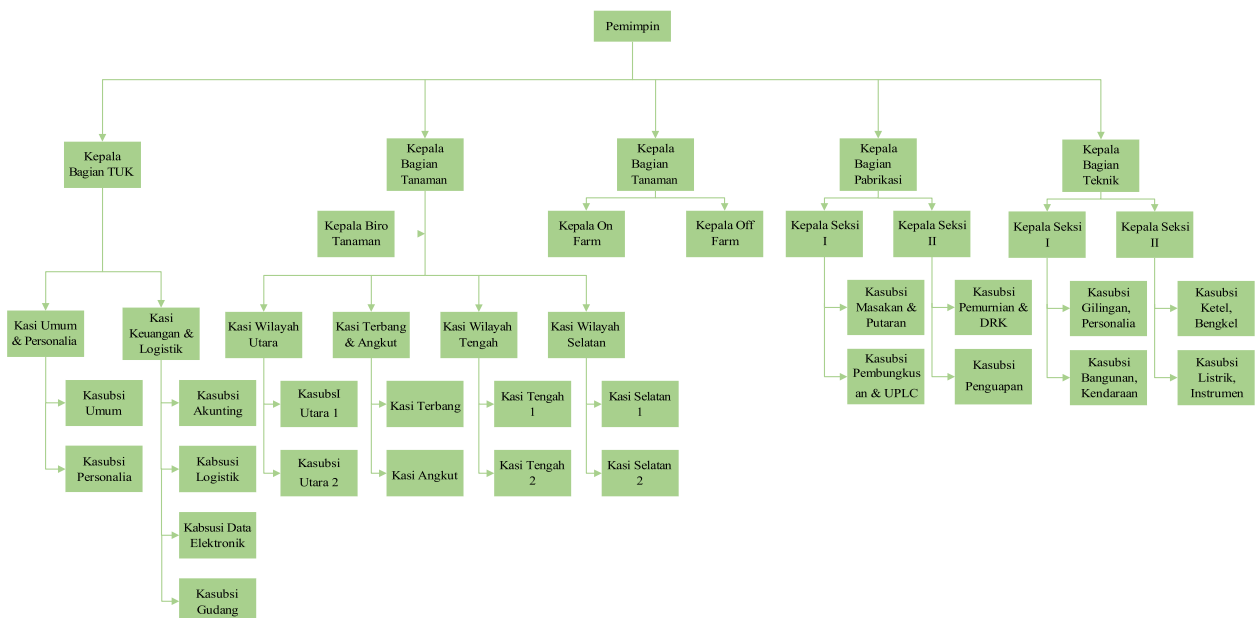 Pemimpin
Kepala
Bagian TUK
Kepala
Bagian
Tanaman
Kepala
Bagian
Tanaman
Kepala
Bagian
Pabrikasi
Kepala
Bagian
Teknik
Kepala Biro
Tanaman
Kepala On
Farm
Kepala Off
Farm
Kepala Seksi
I
Kepala Seksi
II
Kepala Seksi
I
Kepala Seksi
II
Kasi Umum
& Personalia
Kasi
Keuangan &
Logistik
Kasi Wilayah
Utara
Kasi Terbang
& Angkut
Kasi Wilayah
Tengah
Kasi Wilayah
Selatan
Kasubsi
Masakan &
Putaran
Kasubsi
Pemurnian &
DRK
Kasubsi
Gilingan,
Personalia
Kasubsi
Ketel,
Bengkel
Kasubsi
Pembungkus
an & UPLC
Kasubsi
Penguapan
Kasubsi
Bangunan,
Kendaraan
Kasubsi
Listrik,
Instrumen
Kasubsi
Umum
Kasubsi
Akunting
KasubsI
Utara 1
Kasi Terbang
Kasi Tengah
1
Kasi Selatan
1
Kasubsi
Personalia
Kabsusi
Logistik
Kasubsi
Utara 2
Kasi Angkut
Kasi Tengah
2
Kasi Selatan
2
Kabsusi Data
Elektronik
Kasubsi
Gudang